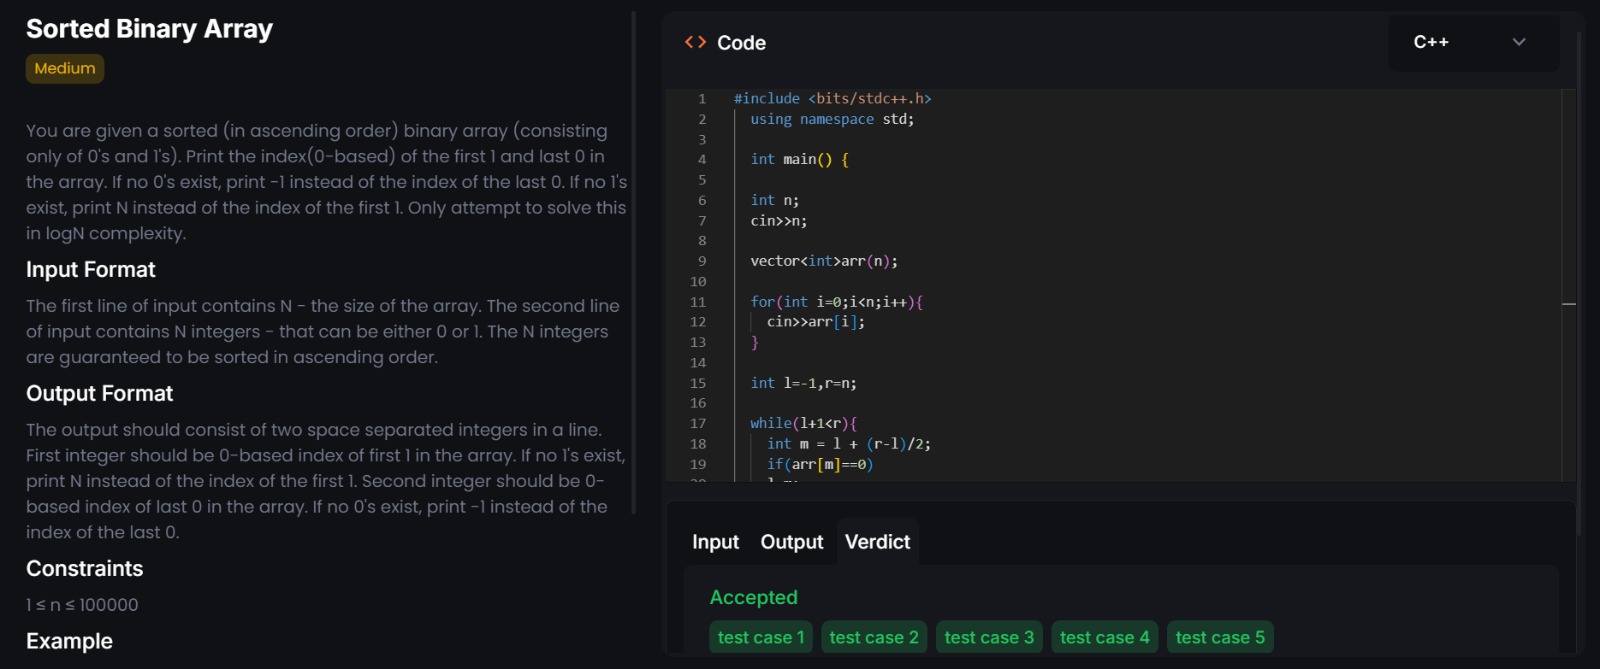 Sorted Binary Array
Medium
You are given a sorted (in ascending order) binary array (consisting
only of 0's and 1's). Print the index(0-based) of the first 1 and last 0 in
the array. If no 0's exist, print -1 instead of the index of the last 0. If no 1's
exist, print N instead of the index of the first 1. Only attempt to solve this
in logN complexity.
Input Format
The first line of input contains N - the size of the array. The second line
of input contains N integers - that can be either 0 or 1. The N integers
are guaranteed to be sorted in ascending order.
Output Format
The output should consist of two space separated integers in a line.
First integer should be 0-based index of first 1 in the array. If no 1's exist,
print N instead of the index of the first 1. Second integer should be 0-
based index of last 0 in the array. If no 0's exist, print -1 instead of the
index of the last 0.
Constraints
1 ≤ n ≤ 100000
Example
<> Code
C++
1 #include <bits/stdc++.h>
2 using namespace std;
3
4 int main() {
5
6 int n;
7 cin>>n;
8
9 vector<int>arr(n);
10
11 for(int i=0;i<n;i++){
12 cin>>arr[i];
13 }
14
15 int l=-1,r=n;
16
17 while(l+1<r){
18 int m = l + (r-l)/2;
19 if(arr[m]==0)
Input Output Verdict
Accepted
test case 1 test case 2 test case 3 test case 4 test case 5